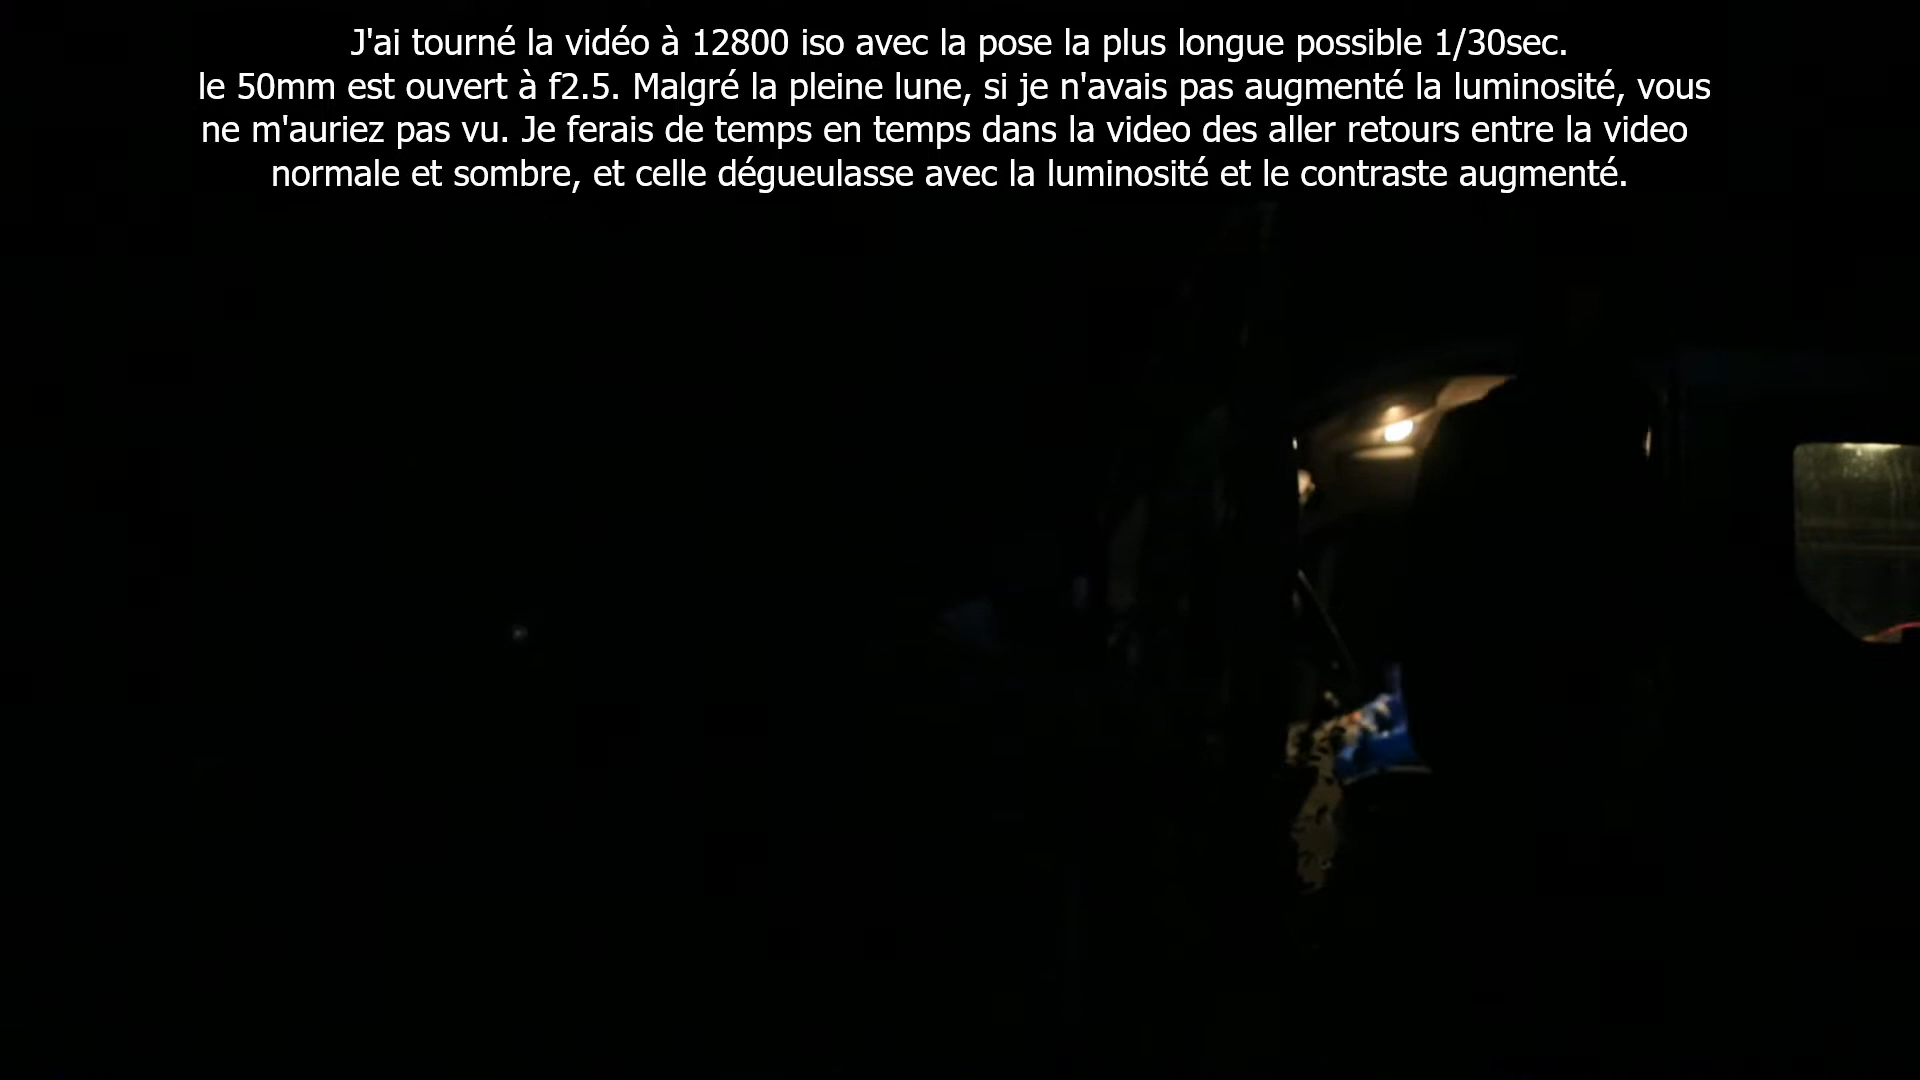 J'ai tourné la vidéo à 12800 iso avec la pose la plus longue possible 1/30sec.
le 50mm est ouvert à f2.5. Malgré la pleine lune, si je n'avais pas augmenté la luminosité, vous
ne m'auriez pas vu. Je ferais de temps en temps dans la video des aller retours entre la video
normale et sombre, et celle dégueulasse avec la luminosité et le contraste augmenté.